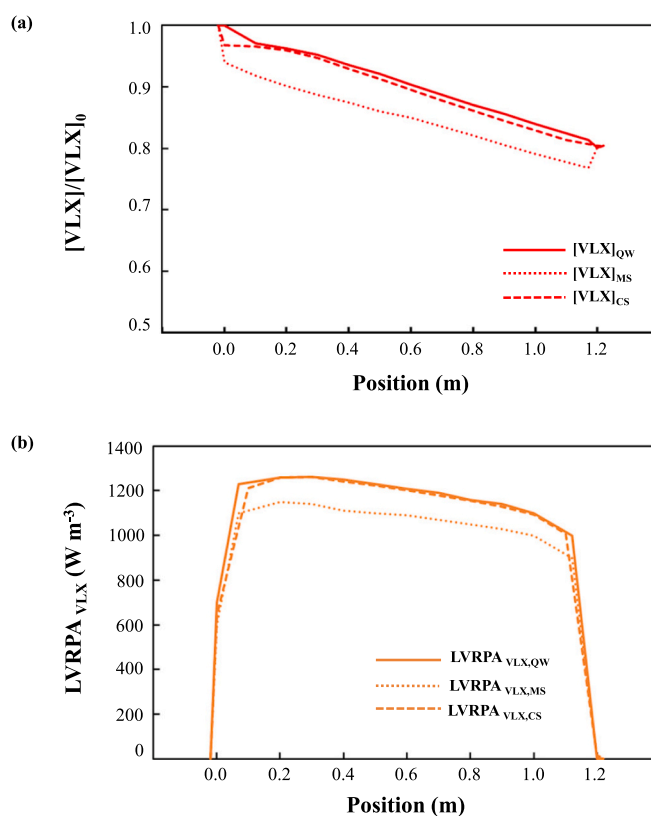 (a)
1.0
0.9
0.8
0.7
0.6
0.5
[VLX]/[VLX]0
[VLX]QW
[VLX]MS
[VLX]CS
0.0 0.2 0.4 0.6 0.8 1.0 1.2
Position (m)
(b)
1400
1200
1000
800
600
400
200
0
LVRPA VLX (W m-3)
LVRPA VLX,QW
LVRPA VLX,MS
LVRPA VLX,CS
0.0 0.2 0.4 0.6 0.8 1.0 1.2
Position (m)